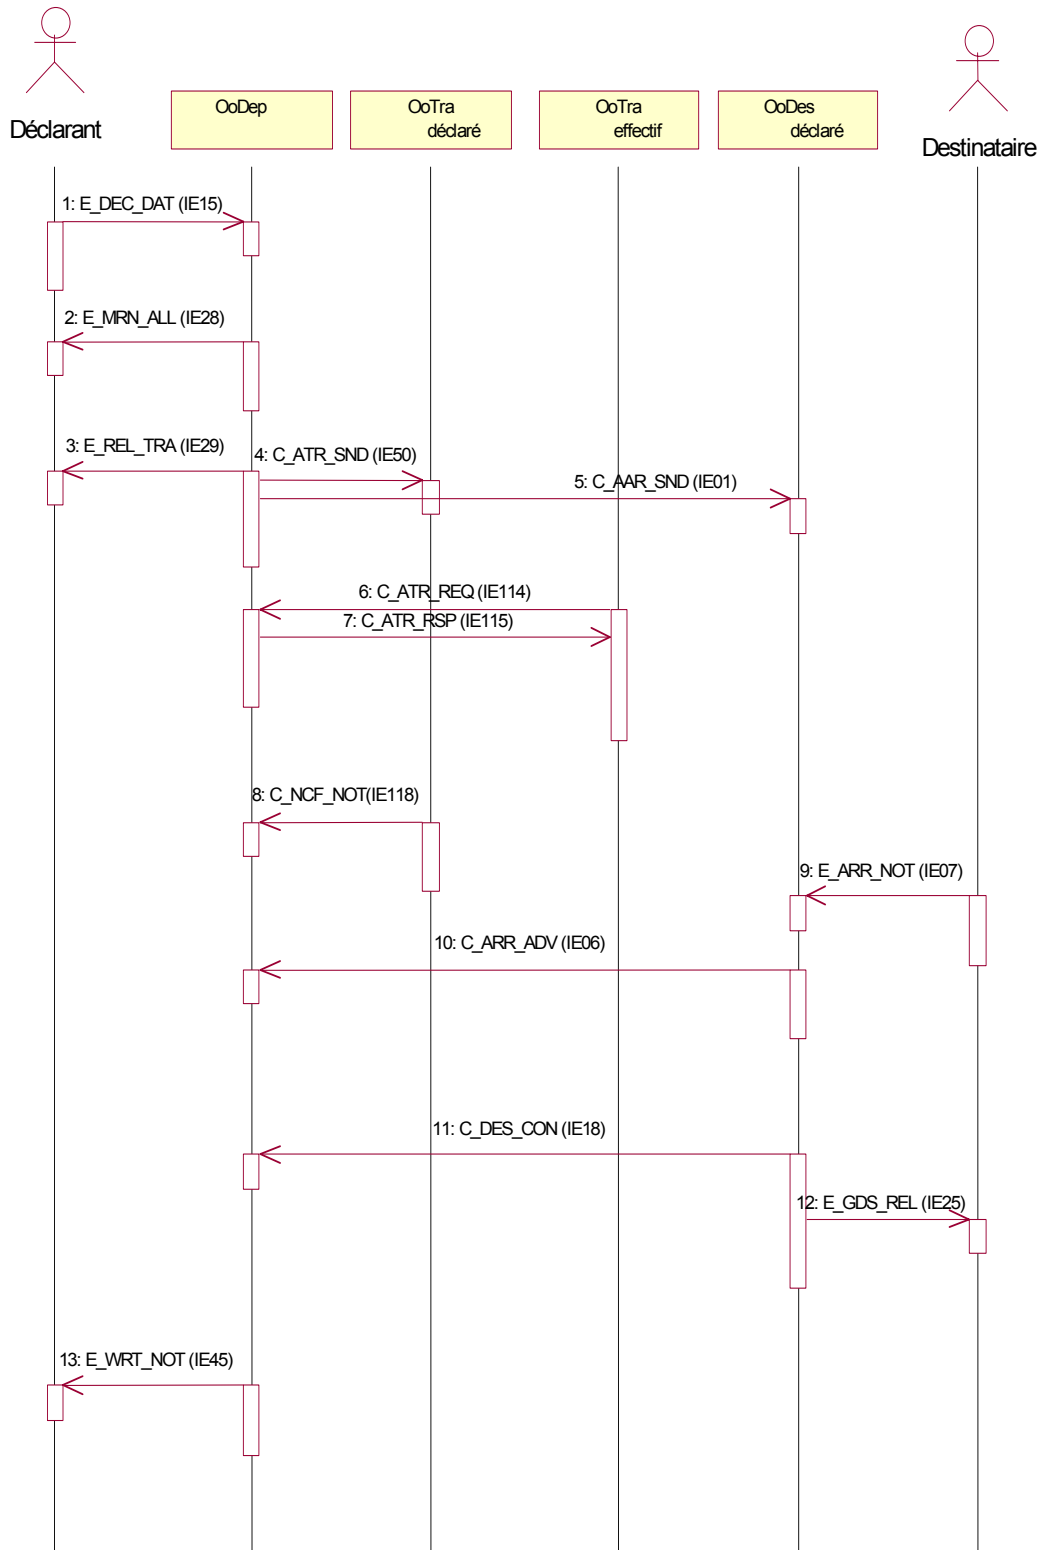 Déclarant
OoDep
OoTra
déclaré
OoTra
effectif
OoDes
déclaré
Destinataire
1: E_DEC_DAT (IE15)
2: E_MRN_ALL (IE28)
3: E_REL_TRA (IE29)
4: C_ATR_SND (IE50)
5: C_AAR_SND (IE01)
6: C_ATR_REQ (IE114)
7: C_ATR_RSP (IE115)
8: C_NCF_NOT(IE118)
9: E_ARR_NOT (IE07)
10: C_ARR_ADV (IE06)
11: C_DES_CON (IE18)
12: E_GDS_REL (IE25)
13: E_WRT_NOT (IE45)